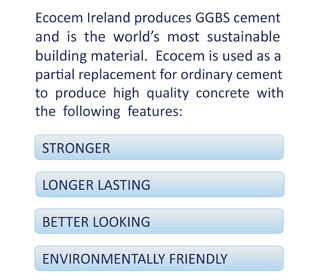 Ecocem Ireland produces GGBS cement
and is the world's most sustainable
building material. Ecocem is used as a
partial replacement for ordinary cement
to produce high quality concrete with
the following features:
STRONGER
LONGER LASTING
BETTER LOOKING
ENVIRONMENTALLY FRIENDLY